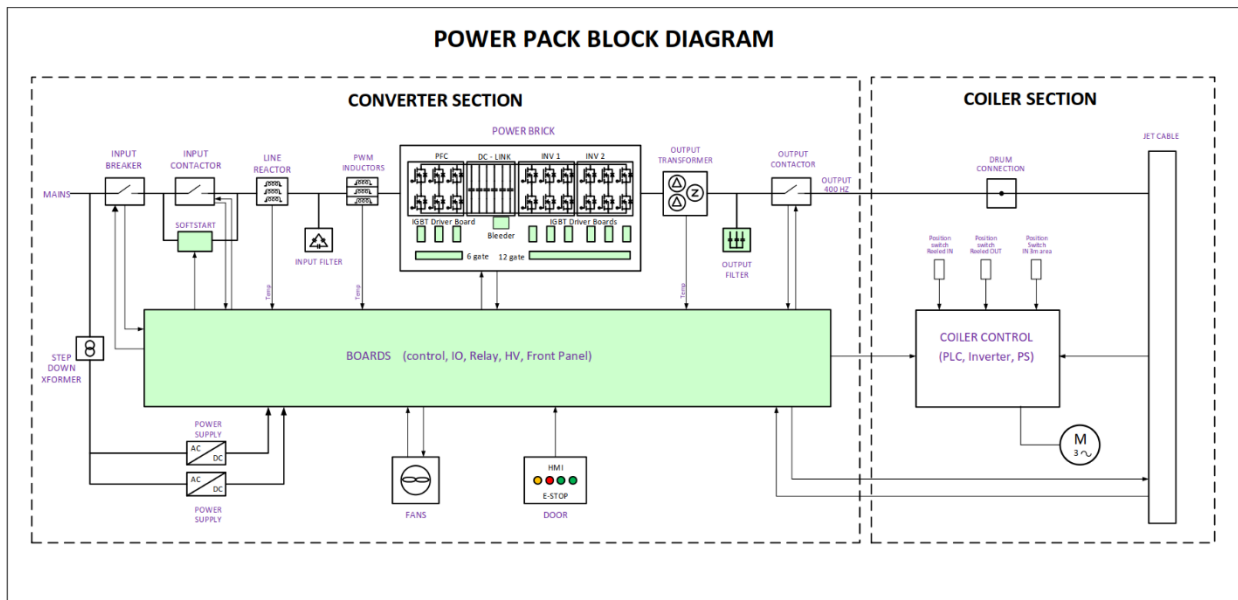 POWER PACK BLOCK DIAGRAM
CONVERTER SECTION
COILER SECTION
POWER BRICK
JET CABLE
INPUT
BREAKER
INPUT
CONTACTOR
LINE
REACTOR
PWM
INDUCTORS
PFC
DC - LINK
INV 1
INV 2
OUTPUT
TRANSFORMER
OUTPUT
CONTACTOR
DRUM
CONNECTION
MAINS
OUTPUT
400 HZ
Z
SOFTSTART
IGBT Driver Board
Bleeder
IGBT Driver Boards
6 gate
12 gate
INPUT FILTER
OUTPUT
FILTER
Position
switch
Reeled IN
Position
switch
Reeled OUT
Position
Switch
IN 8m area
Temp
Temp
Temp
BOARDS (control, IO, Relay, HV, Front Panel)
COILER CONTROL
(PLC, Inverter, PS)
STEP
DOWN
XFORMER
POWER
SUPPLY
AC
DC
AC
DC
POWER
SUPPLY
M
3
FANS
HMI
E-STOP
DOOR